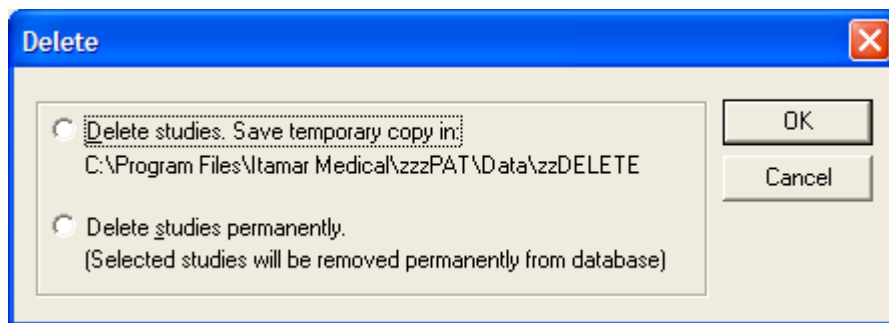 Delete
Delete studies. Save temporary copy in:
C:\Program Files\Itamar Medical\zzzPAT\Data\zzDELETE
Delete studies permanently.
(Selected studies will be removed permanently from database)
OK
Cancel